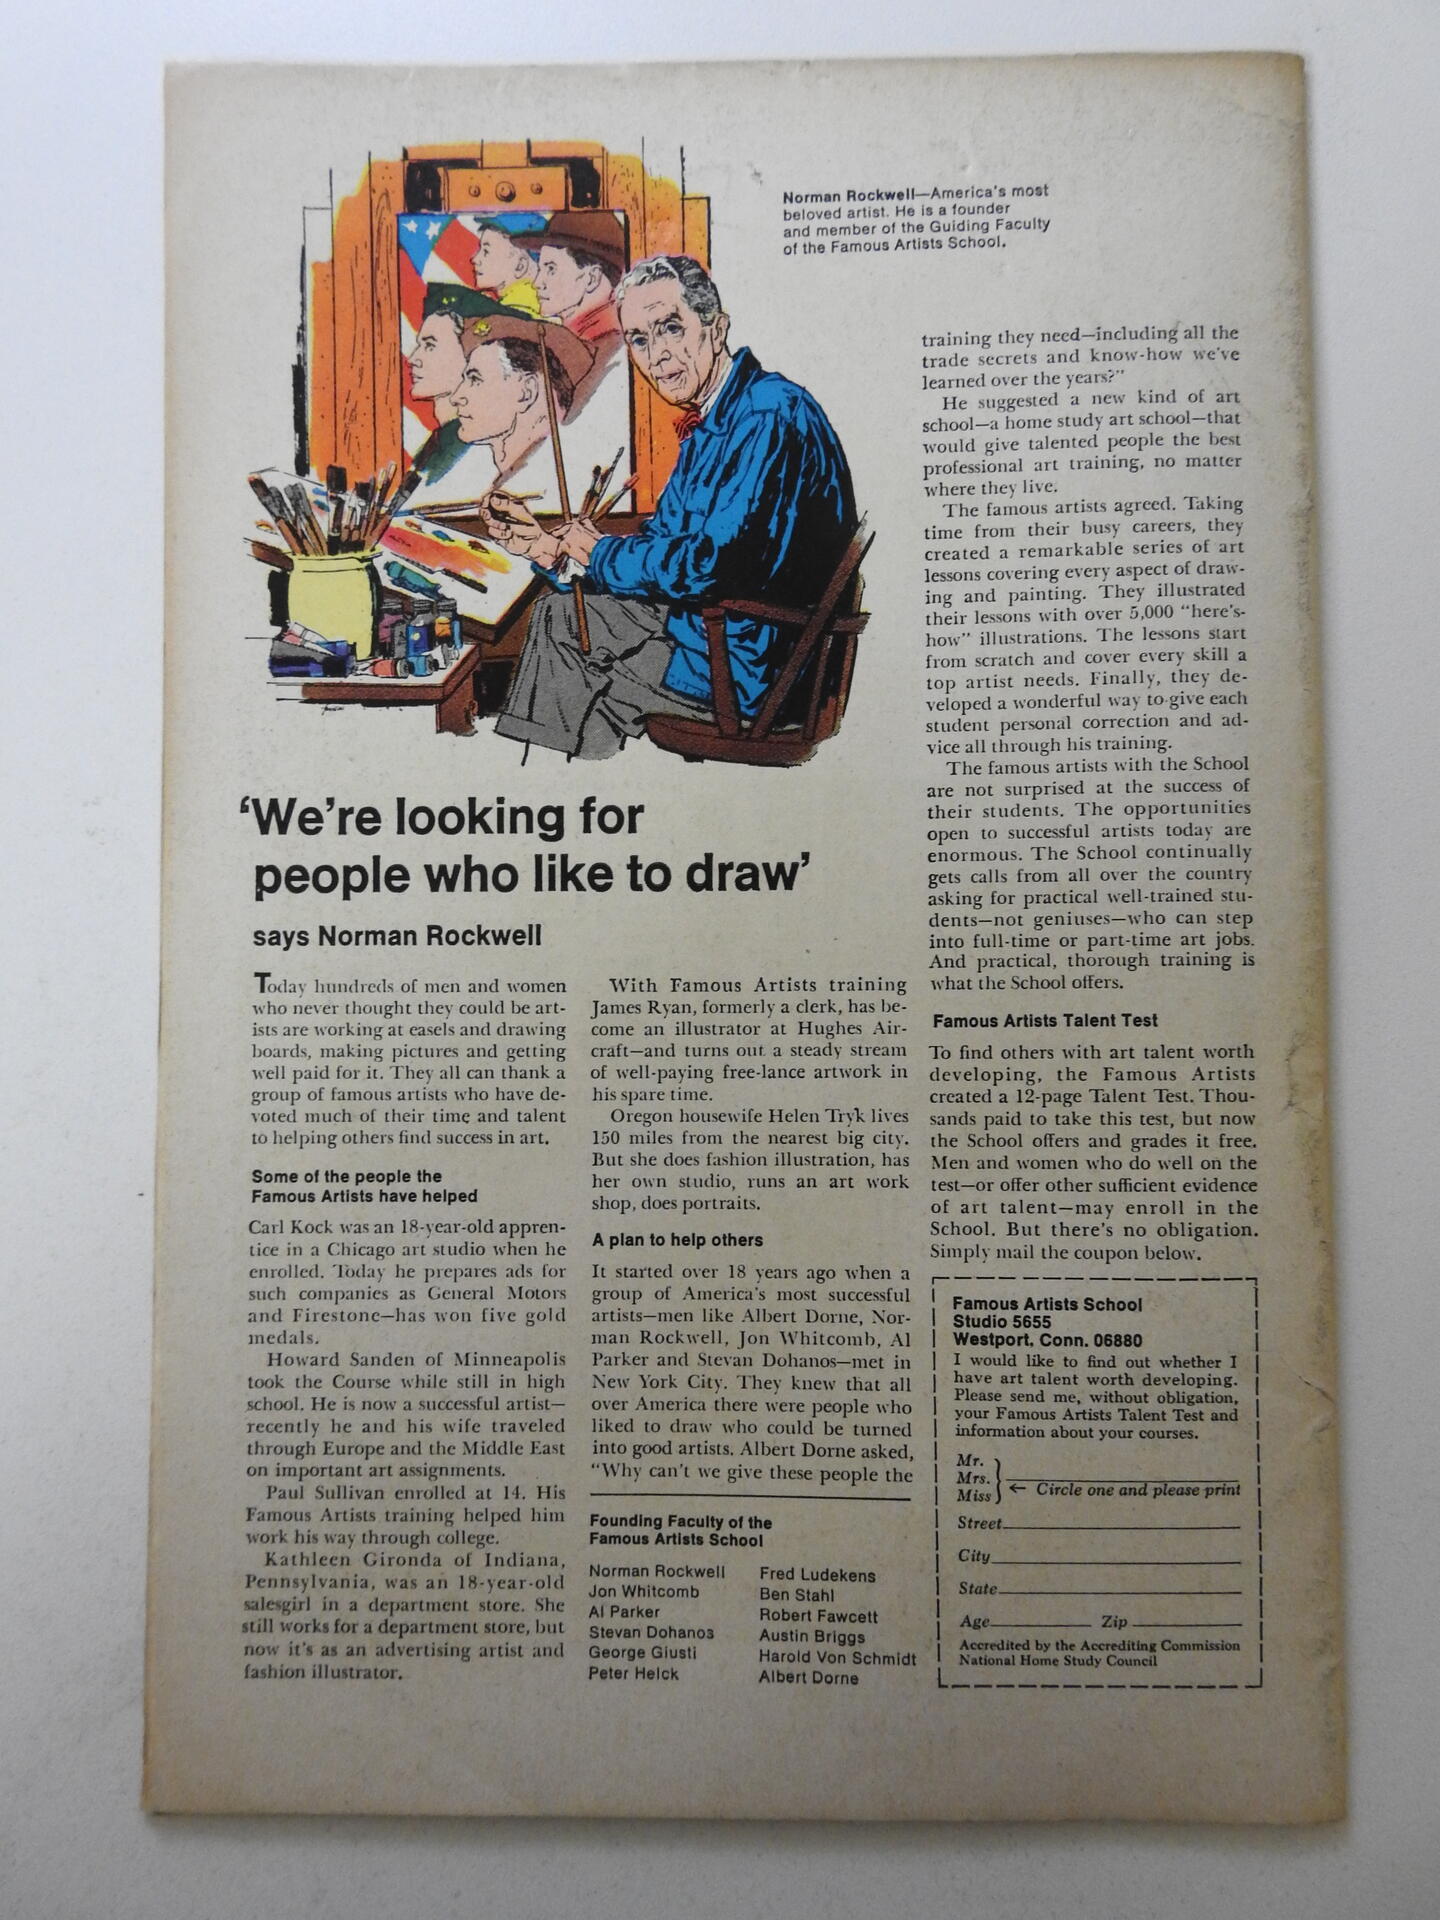 Norman Rockwell—America's most
beloved artist. He is a founder
and member of the Guiding Faculty
of the Famous Artists School.
'We're looking for
people who like to draw'
says Norman Rockwell
Today hundreds of men and women
who never thought they could be art-
ists are working at easels and drawing
boards, making pictures and getting
well paid for it. They all can thank a
group of famous artists who have de-
voted much of their time and talent
to helping others find success in art.
Some of the people the
Famous Artists have helped
Carl Kock was an 18-year-old appren-
tice in a Chicago art studio when he
enrolled. Today he prepares ads for
such companies as General Motors
and Firestone—has won five gold
medals.
Howard Sanden of Minneapolis
took the Course while still in high
school. He is now a successful artist—
recently he and his wife traveled
through Europe and the Middle East
on important art assignments.
Paul Sullivan enrolled at 14. His
Famous Artists training helped him
work his way through college.
Kathleen Gironda of Indiana,
Pennsylvania, was an 18-year-old
salesgirl in a department store. She
still works for a department store, but
now it's as an advertising artist and
fashion illustrator.
With Famous Artists training
James Ryan, formerly a clerk, has be-
come an illustrator at Hughes Air-
craft—and turns out a steady stream
of well-paying free-lance artwork in
his spare time.
Oregon housewife Helen Tryk lives
150 miles from the nearest big city.
But she does fashion illustration, has
her own studio, runs an art work
shop, does portraits.
A plan to help others
It started over 18 years ago when a
group of America's most successful
artists—men like Albert Dorne, Nor-
man Rockwell, Jon Whitcomb, Al
Parker and Stevan Dohanos—met in
New York City. They knew that all
over America there were people who
liked to draw who could be turned
into good artists. Albert Dorne asked,
"Why can't we give these people the
Founding Faculty of the
Famous Artists School
Norman Rockwell
Jon Whitcomb
Al Parker
Stevan Dohanos
George Giusti
Peter Helck
Fred Ludekens
Ben Stahl
Robert Fawcett
Austin Briggs
Harold Von Schmidt
Albert Dorne
training they need—including all the
trade secrets and know-how we've
learned over the years?"
He suggested a new kind of art
school—a home study art school—that
would give talented people the best
professional art training, no matter
where they live.
The famous artists agreed. Taking
time from their busy careers, they
created a remarkable series of art
lessons covering every aspect of draw-
ing and painting. They illustrated
their lessons with over 5,000 "here's-
how" illustrations. The lessons start
from scratch and cover every skill a
top artist needs. Finally, they de-
veloped a wonderful way to give each
student personal correction and ad-
vice all through his training.
The famous artists with the School
are not surprised at the success of
their students. The opportunities
open to successful artists today are
enormous. The School continually
gets calls from all over the country
asking for practical well-trained stu-
dents—not geniuses—who can step
into full-time or part-time art jobs.
And practical, thorough training is
what the School offers.
Famous Artists Talent Test
To find others with art talent worth
developing, the Famous Artists
created a 12-page Talent Test. Thou-
sands paid to take this test, but now
the School offers and grades it free.
Men and women who do well on the
test—or offer other sufficient evidence
of art talent—may enroll in the
School. But there's no obligation.
Simply mail the coupon below.
Famous Artists School
Studio 5655
Westport, Conn. 06880
I would like to find out whether I
have art talent worth developing.
Please send me, without obligation,
your Famous Artists Talent Test and
information about your courses.
Mr.
Mrs.
Miss
← Circle one and please print
Street
City
State
Age Zip
Accredited by the Accrediting Commission
National Home Study Council